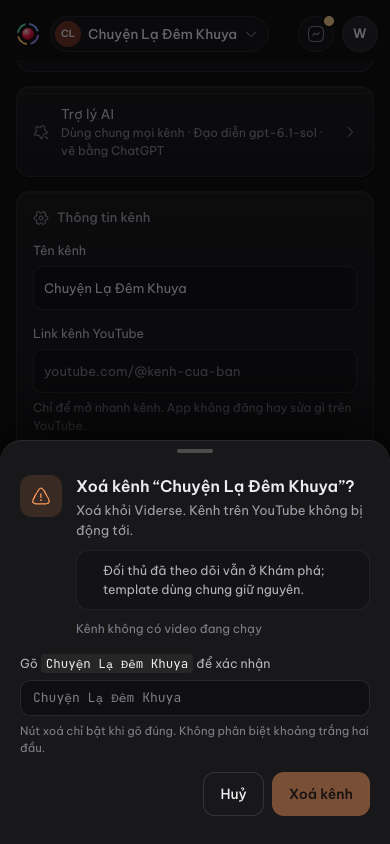 CL Chuyện Lạ Đêm Khuya W
Trợ lý AI
Dùng chung mọi kênh · Đạo diễn gpt-6.1-sol ·
vẽ bằng ChatGPT
Thông tin kênh
Tên kênh
Chuyện Lạ Đêm Khuya
Link kênh YouTube
youtube.com/@kenh-cua-ban
Chỉ để mở nhanh kênh. App không đăng hay sửa gì trên
YouTube.
Xoá kênh “Chuyện Lạ Đêm Khuya”?
Xoá khỏi Viderse. Kênh trên YouTube không bị
động tới.
Đối thủ đã theo dõi vẫn ở Khám phá;
template dùng chung giữ nguyên.
Kênh không có video đang chạy
Gõ Chuyện Lạ Đêm Khuya để xác nhận
Chuyện Lạ Đêm Khuya
Nút xoá chỉ bật khi gõ đúng. Không phân biệt khoảng trắng hai
đầu.
Huỷ Xoá kênh